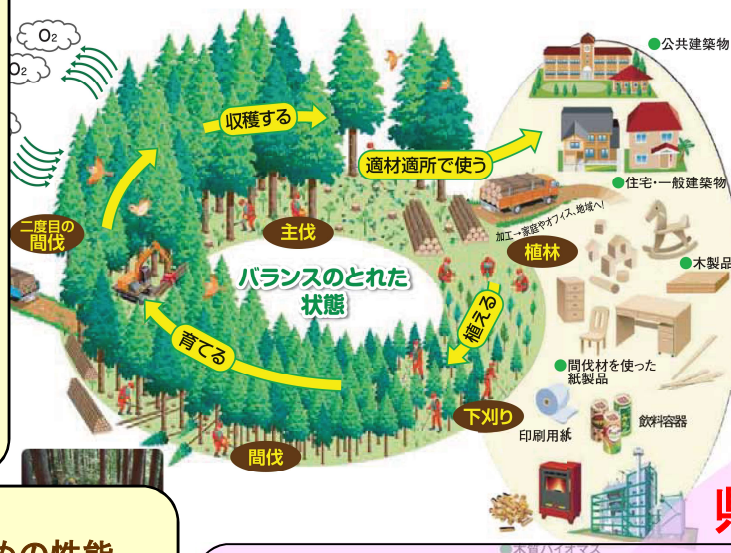 O₂
O₂
収穫する
適材適所で使う
●公共建築物
●住宅・一般建築物
二度目の
間伐
主伐
加工→家庭やオフィス、地域へ!
植林
●木製品
バランスのとれた
状態
植える
育てる
●間伐材を使った
紙製品
下刈り
印刷用紙
飲料容器
間伐
●木質バイオマス
めの性能
県